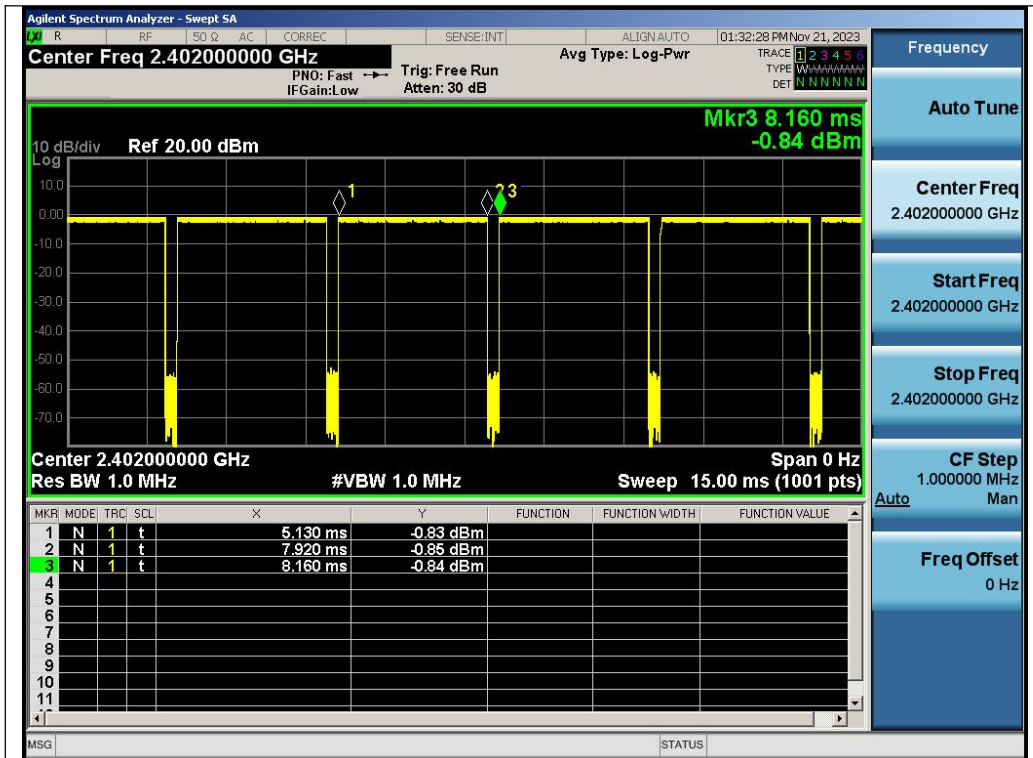 Agilent Spectrum Analyzer - Swept SA
LXI R RF 50 Ω AC CORREC SENSE:INT ALIGN AUTO 01:32:28 PM Nov 21, 2023
Center Freq 2.402000000 GHz
PNO: Fast
IFGain:Low
Trig: Free Run
Atten: 30 dB
Avg Type: Log-Pwr
TRACE 1 2 3 4 5 6
TYPE WWWWWW
DET N N N N N N
Mkr3 8.160 ms
-0.84 dBm
10 dB/div Ref 20.00 dBm
Log
10.0
0.00
-10.0
-20.0
-30.0
-40.0
-50.0
-60.0
-70.0
1
2 3
Center 2.402000000 GHz Span 0 Hz
Res BW 1.0 MHz #VBW 1.0 MHz Sweep 15.00 ms (1001 pts)
MKR MODE TRC SCL X Y FUNCTION FUNCTION WIDTH FUNCTION VALUE
1 N 1 t 5.130 ms -0.83 dBm
2 N 1 t 7.920 ms -0.85 dBm
3 N 1 t 8.160 ms -0.84 dBm
4
5
6
7
8
9
10
11
MSG STATUS
Frequency
Auto Tune
Center Freq
2.402000000 GHz
Start Freq
2.402000000 GHz
Stop Freq
2.402000000 GHz
CF Step
1.000000 MHz
Auto Man
Freq Offset
0 Hz